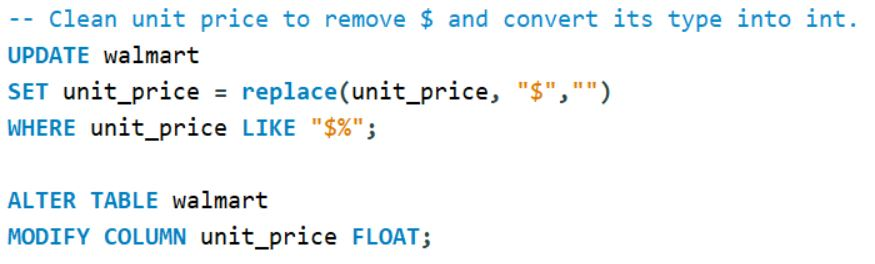 -- Clean unit price to remove $ and convert its type into int.
UPDATE walmart
SET unit_price = replace(unit_price, "$","")
WHERE unit_price LIKE "$%";
ALTER TABLE walmart
MODIFY COLUMN unit_price FLOAT;